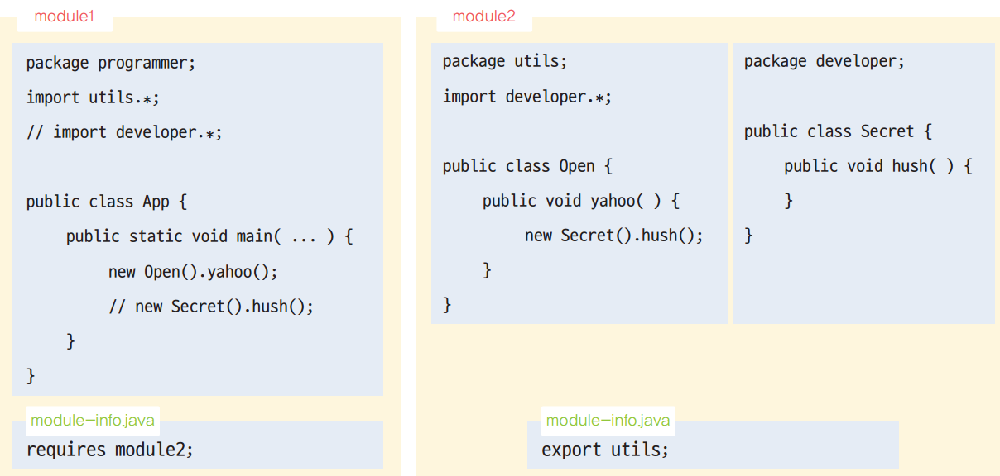 module1
package programmer;
import utils.*;
// import developer.*;
public class App {
public static void main( ... ) {
new Open().yahoo();
// new Secret().hush();
}
}
module-info.java
requires module2;
module2
package utils;
import developer.*;
public class Open {
public void yahoo( ) {
new Secret().hush();
}
}
package developer;
public class Secret {
public void hush( ) {
}
}
module-info.java
export utils;